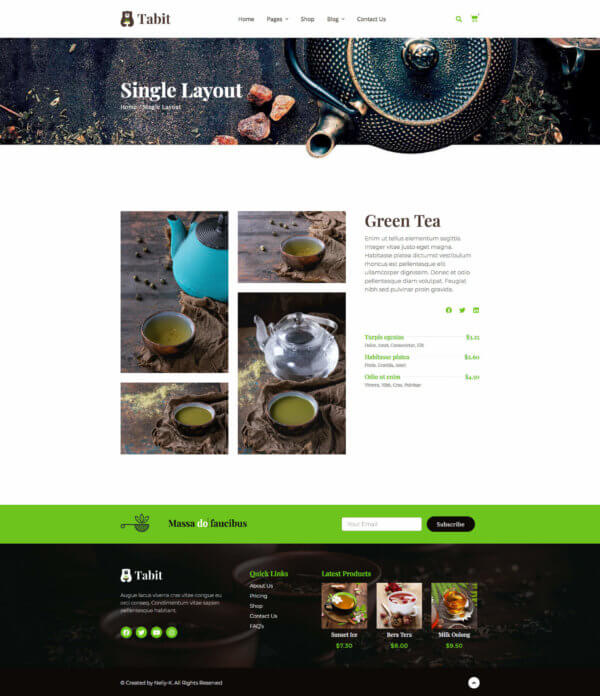 Tabit
Home Pages Shop Blog Contact Us
Single Layout
Home / Single Layout
Green Tea
Enim ut tellus elementum sagittis
Integer vitae justo eget magna.
Habitasse platea dictumst vestibulum
rhoncus est pellentesque elit
ullamcorper dignissim. Donec et odio
pellentesque diam volutpat. Feugiat
nibh sed pulvinar proin gravida.
Turpis egestas $3.25
Dolor, Amet, Consectetur, Elit
Habitasse platea $2.60
Proin, Gravida, Amet
Odio ut enim $4.50
Viverra, Nibh, Cras, Pulvinar
Massa do faucibus
Your Email
Subscribe
Tabit
Augue lacus viverra cras vitae congue eu
orci conseq. Condimentum vitae sapien
pellentesque habitant.
Quick Links
About Us
Pricing
Shop
Contact Us
FAQ's
Latest Products
Sunset Ice Bera Tera Milk Oolong
$7.30 $8.00 $9.50
© Created by Nelly-K. All Rights Reserved